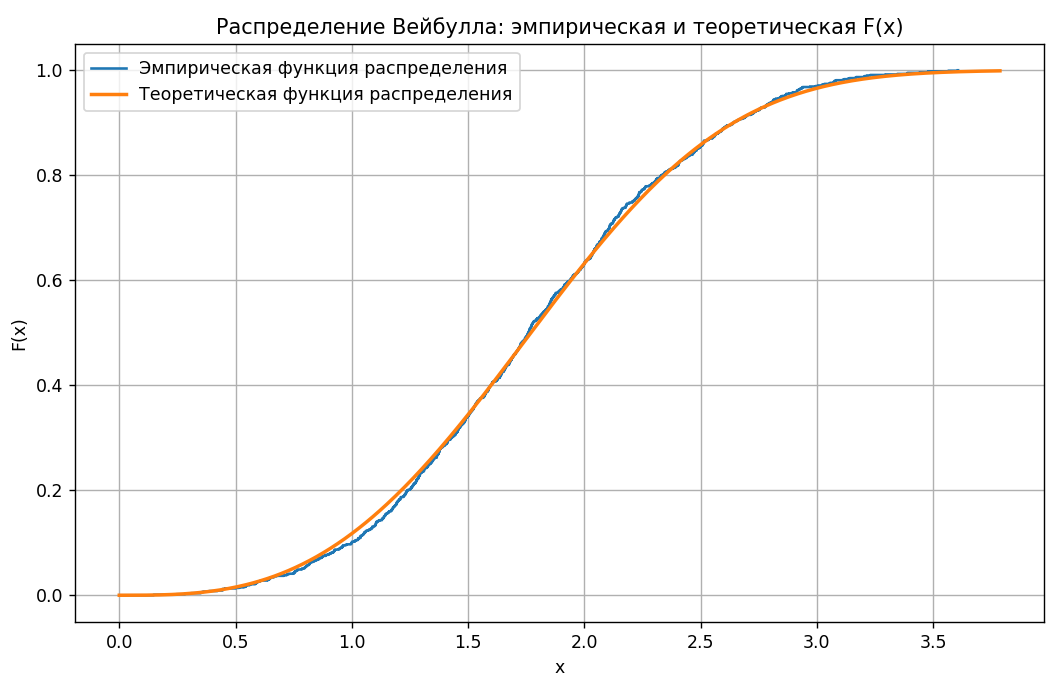 Распределение Вейбулла: эмпирическая и теоретическая F(x)
Эмпирическая функция распределения
Теоретическая функция распределения
1.0
0.8
0.6
0.4
0.2
0.0
F(x)
0.0 0.5 1.0 1.5 2.0 2.5 3.0 3.5
x